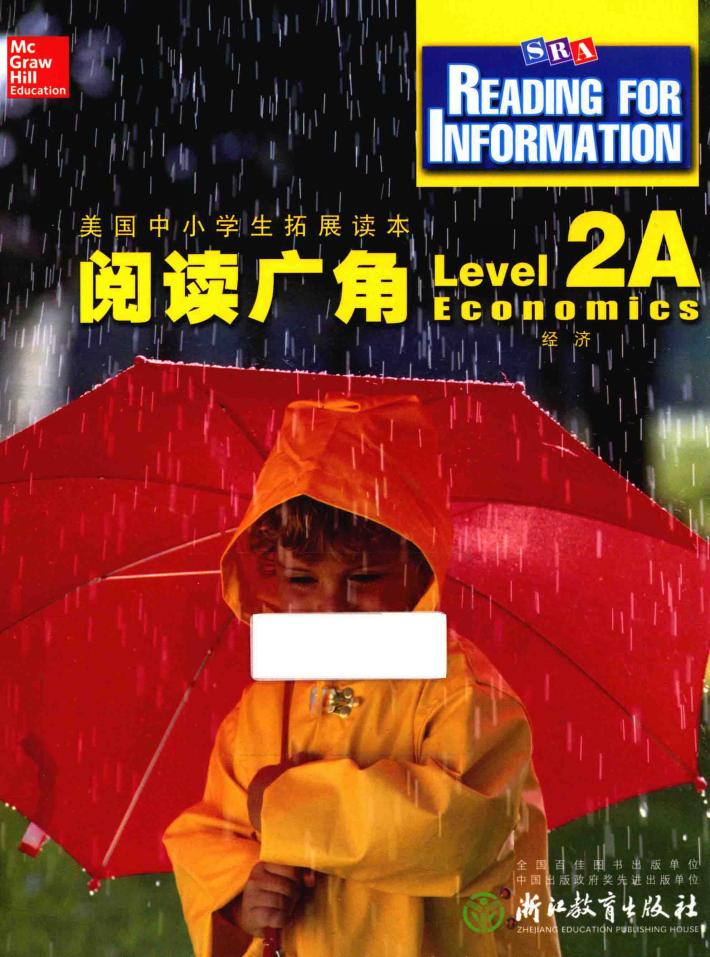 Mc
Graw
Hill
Education
SRA
READING FOR
INFORMATION
美国中小学生拓展读本
阅读广角
Level 2A
Economics
经济
全国百佳图书出版单位
中国出版政府奖先进出版单位
浙江教育出版社
ZHEJIANG EDUCATION PUBLISHING HOUSE